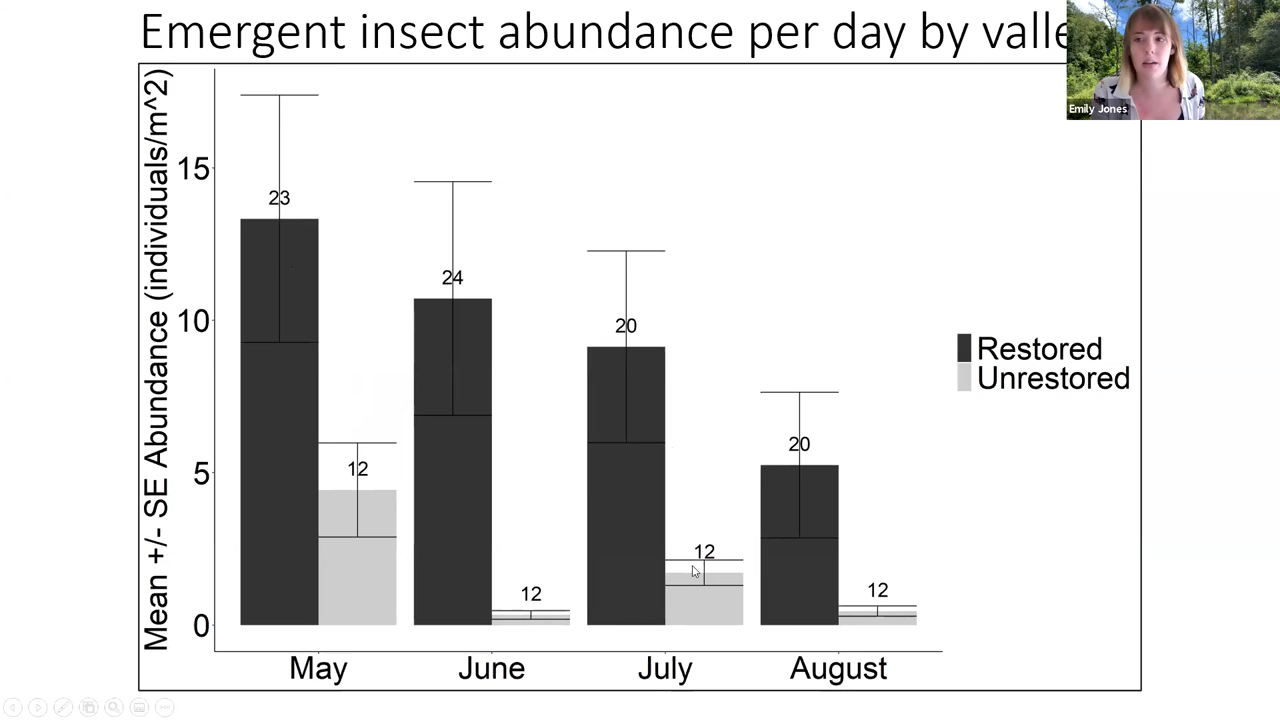 Emergent insect abundance per day by valle
Emily Jones
Mean +/- SE Abundance (individuals/m^2)
15
10
5
0
23
12
24
12
20
12
20
12
Restored
Unrestored
May
June
July
August